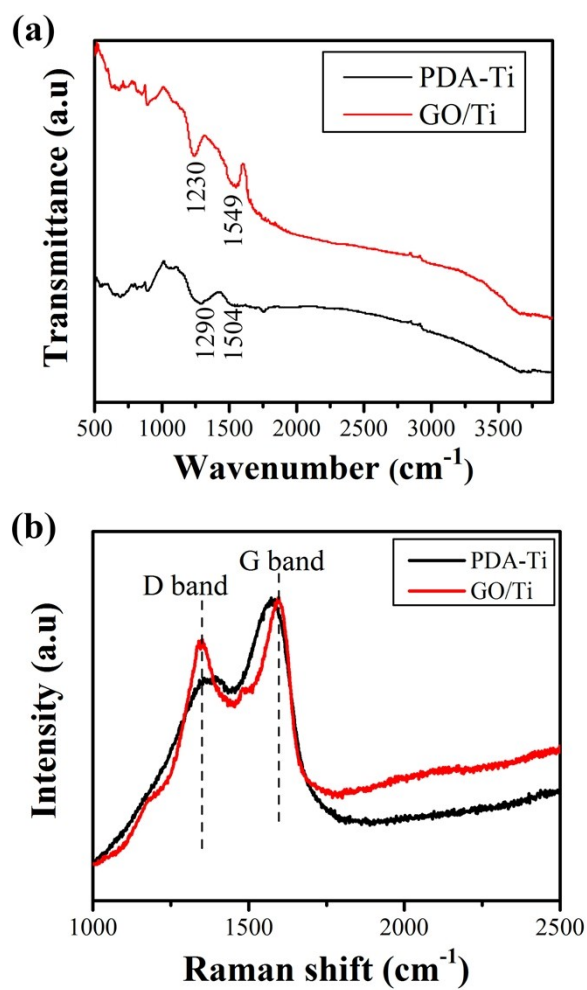 (a)
Transmittance (a.u)
PDA-Ti
GO/Ti
1230
1549
1290
1504
500 1000 1500 2000 2500 3000 3500
Wavenumber (cm-1)
(b)
Intensity (a.u)
D band
G band
PDA-Ti
GO/Ti
1000 1500 2000 2500
Raman shift (cm-1)